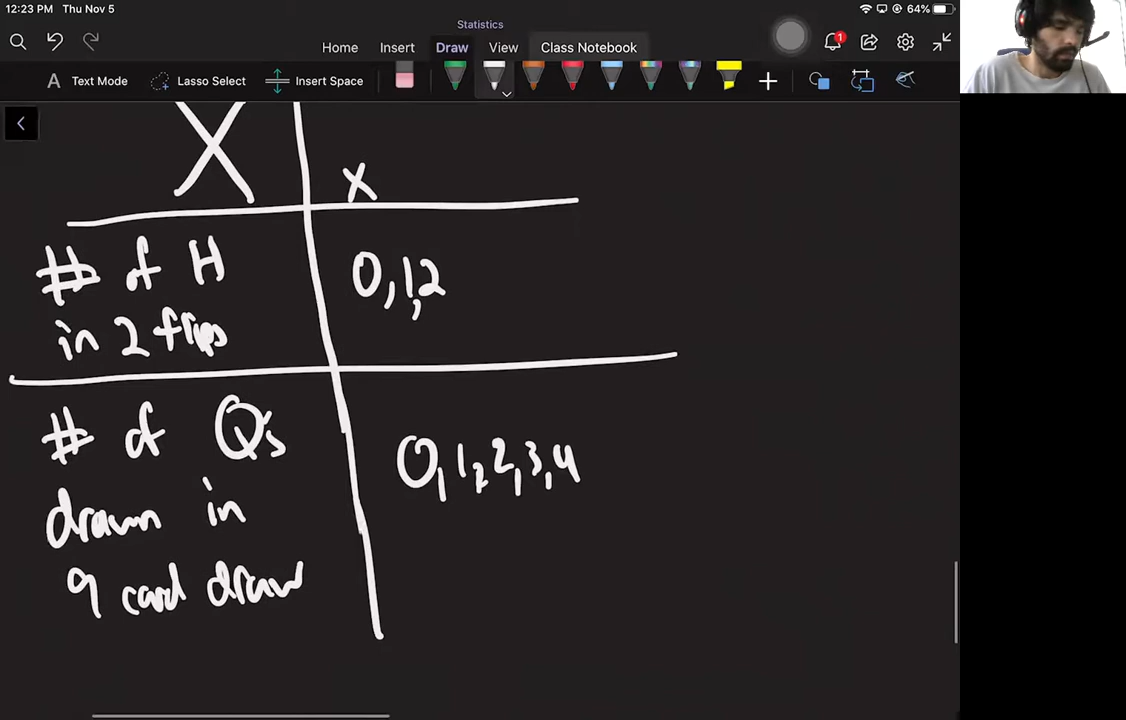 12:23 PM Thu Nov 5
64%
Statistics
Home Insert Draw View Class Notebook
1
A Text Mode Lasso Select Insert Space
X x
# of H 0,1,2
in 2 flips
# of Q's 0,1,2,3,4
drawn in
9 card draw